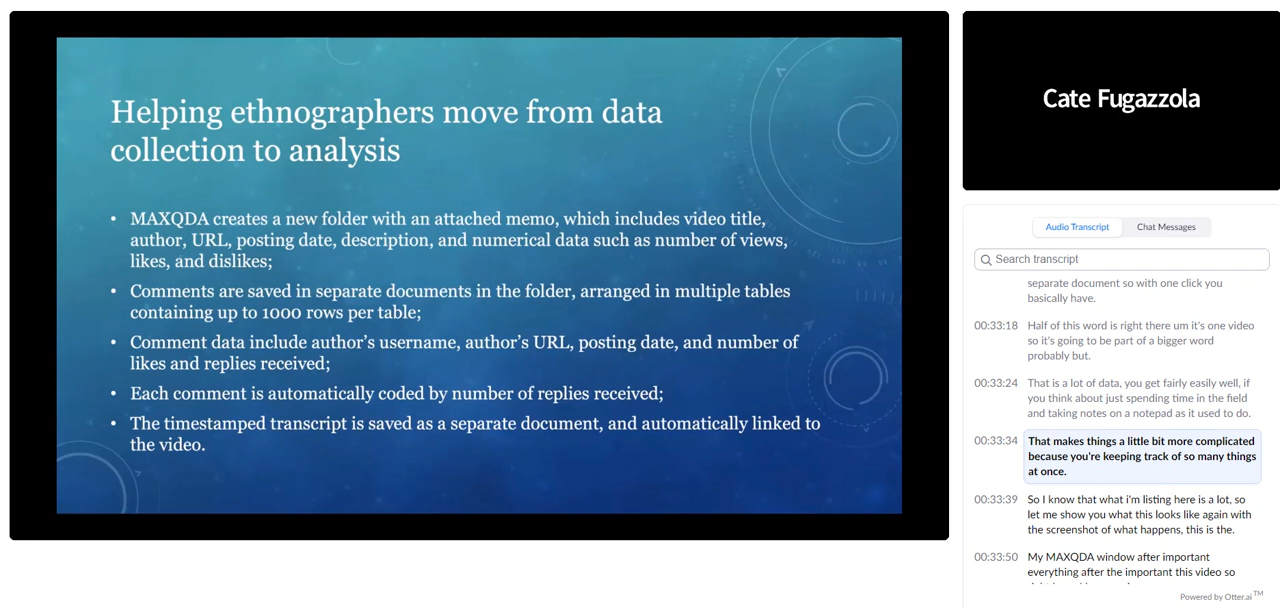 Helping ethnographers move from data
collection to analysis
• MAXQDA creates a new folder with an attached memo, which includes video title,
author, URL, posting date, description, and numerical data such as number of views,
likes, and dislikes;
• Comments are saved in separate documents in the folder, arranged in multiple tables
containing up to 1000 rows per table;
• Comment data include author’s username, author’s URL, posting date, and number of
likes and replies received;
• Each comment is automatically coded by number of replies received;
• The timestamped transcript is saved as a separate document, and automatically linked to
the video.
Cate Fugazzola
Audio Transcript
Chat Messages
Search transcript
separate document so with one click you
basically have.
00:33:18 Half of this word is right there um it's one video
so it's going to be part of a bigger word
probably but.
00:33:24 That is a lot of data, you get fairly easily well, if
you think about just spending time in the field
and taking notes on a notepad as it used to do.
00:33:34 That makes things a little bit more complicated
because you're keeping track of so many things
at once.
00:33:39 So I know that what i'm listing here is a lot, so
let me show you what this looks like again with
the screenshot of what happens, this is the.
00:33:50 My MAXQDA window after important
everything after the important this video so
Powered by Otter.ai TM